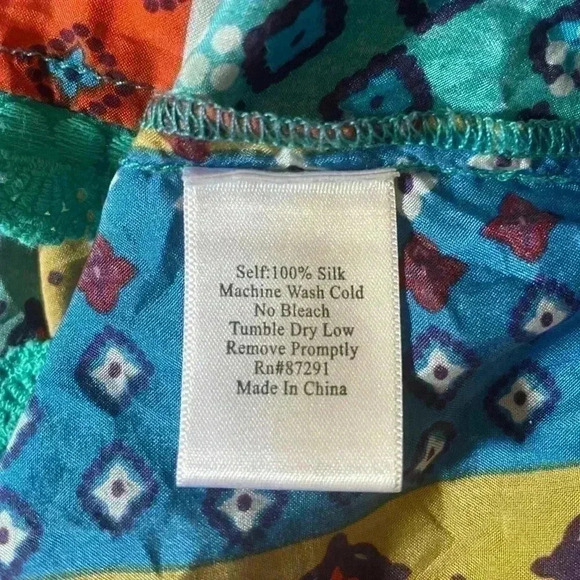 Self:100% Silk
Machine Wash Cold
No Bleach
Tumble Dry Low
Remove Promptly
Rn#87291
Made In China